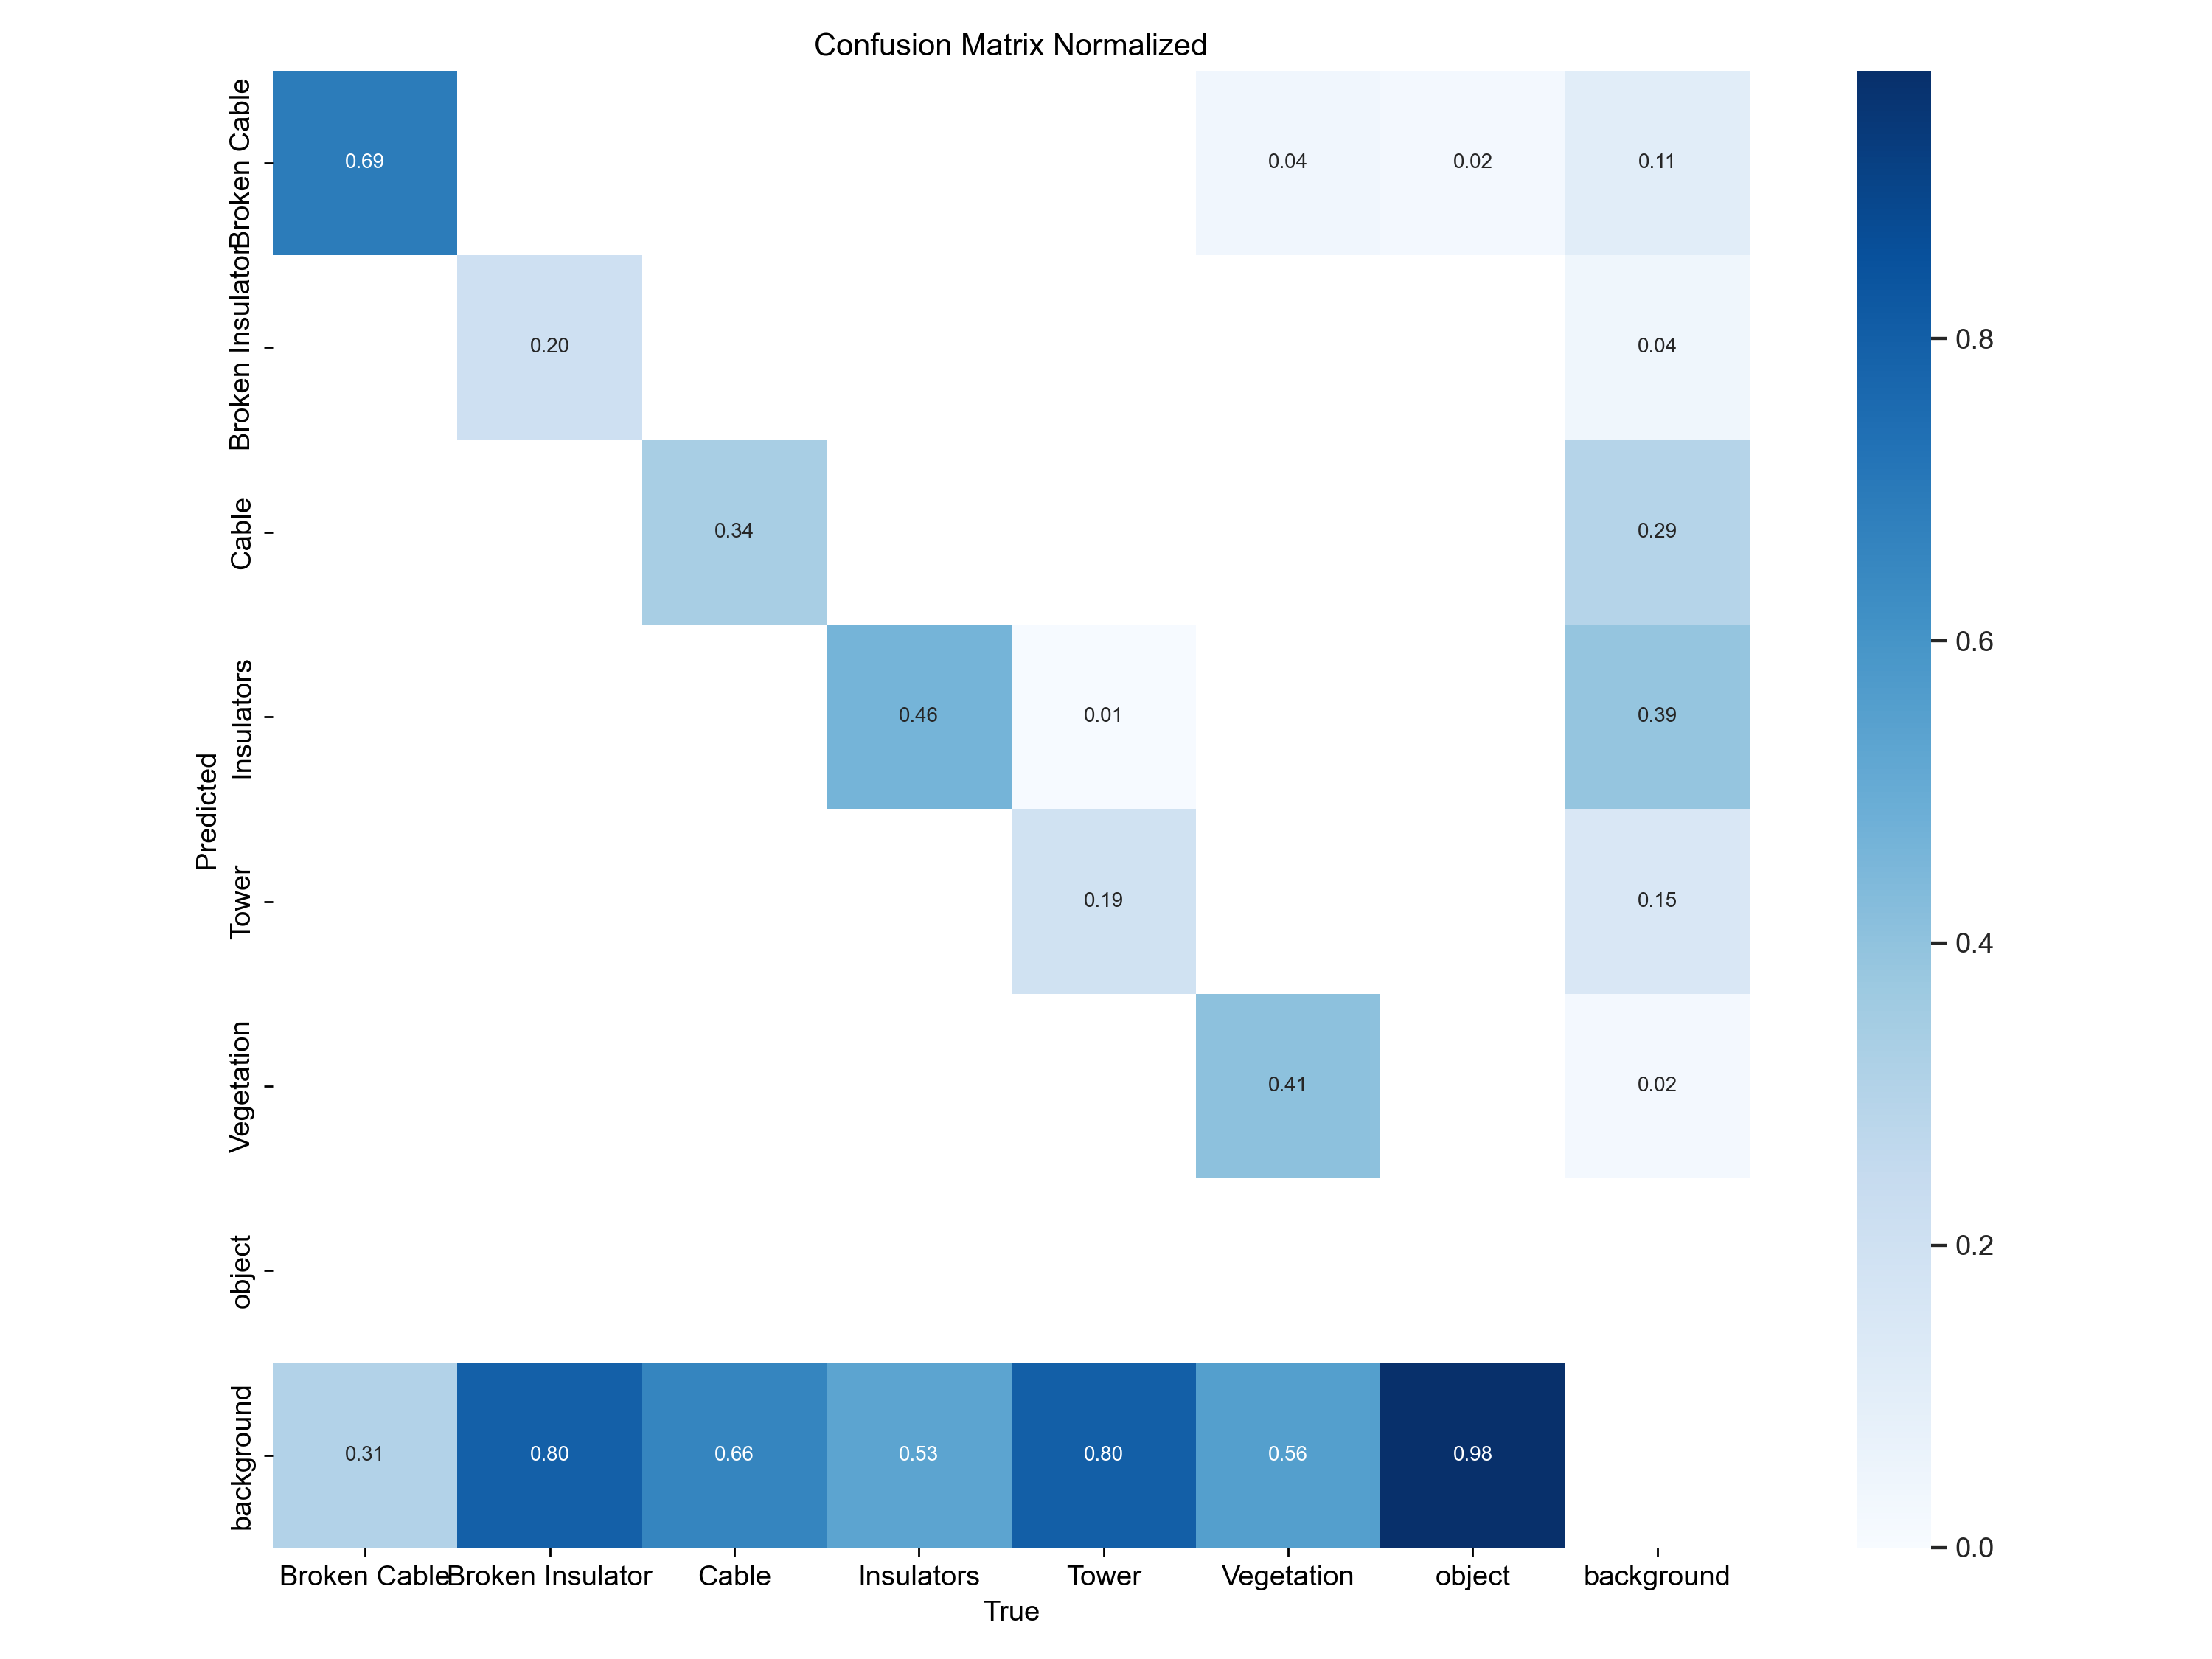 Confusion Matrix Normalized
Predicted
Broken Cable
0.69
0.04
0.02
0.11
Broken Insulator
0.20
0.04
Cable
0.34
0.29
Insulators
0.46
0.01
0.39
Tower
0.19
0.15
Vegetation
0.41
0.02
object
background
0.31
0.80
0.66
0.53
0.80
0.56
0.98
Broken Cable
Broken Insulator
Cable
Insulators
Tower
Vegetation
object
background
True
0.8
0.6
0.4
0.2
0.0